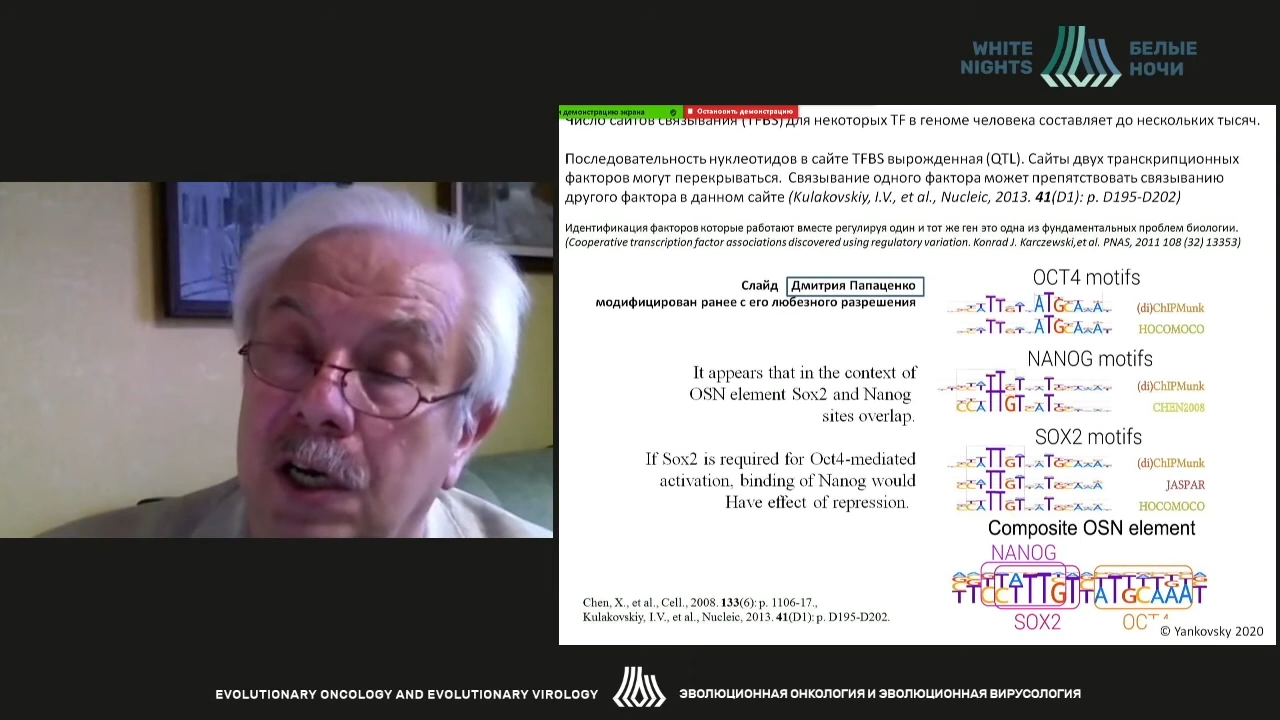 WHITE NIGHTS
БЕЛЫЕ НОЧИ
демонстрацию экрана
Остановить демонстрацию
Число сайтов связывания (TFBS) для некоторых TF в геноме человека составляет до нескольких тысяч.
Последовательность нуклеотидов в сайте TFBS вырожденная (QTL). Сайты двух транскрипционных
факторов могут перекрываться. Связывание одного фактора может препятствовать связыванию
другого фактора в данном сайте (Kulakovskiy, I.V., et al., Nucleic, 2013. 41(D1): p. D195-D202)
Идентификация факторов которые работают вместе регулируя один и тот же ген это одна из фундаментальных проблем биологии.
(Cooperative transcription factor associations discovered using regulatory variation. Konrad J. Karczewski,et al. PNAS, 2011 108 (32) 13353)
Слайд Дмитрия Папаценко
модифицирован ранее с его любезного разрешения
It appears that in the context of
OSN element Sox2 and Nanog
sites overlap.
If Sox2 is required for Oct4-mediated
activation, binding of Nanog would
Have effect of repression.
Chen, X., et al., Cell., 2008. 133(6): p. 1106-17.,
Kulakovskiy, I.V., et al., Nucleic, 2013. 41(D1): p. D195-D202.
OCT4 motifs
(di)ChIPMunk
HOCOMOCO
NANOG motifs
(di)ChIPMunk
CHEN2008
SOX2 motifs
(di)ChIPMunk
JASPAR
HOCOMOCO
Composite OSN element
NANOG
SOX2
© Yankovsky 2020
EVOLUTIONARY ONCOLOGY AND EVOLUTIONARY VIROLOGY
ЭВОЛЮЦИОННАЯ ОНКОЛОГИЯ И ЭВОЛЮЦИОННАЯ ВИРУСОЛОГИЯ